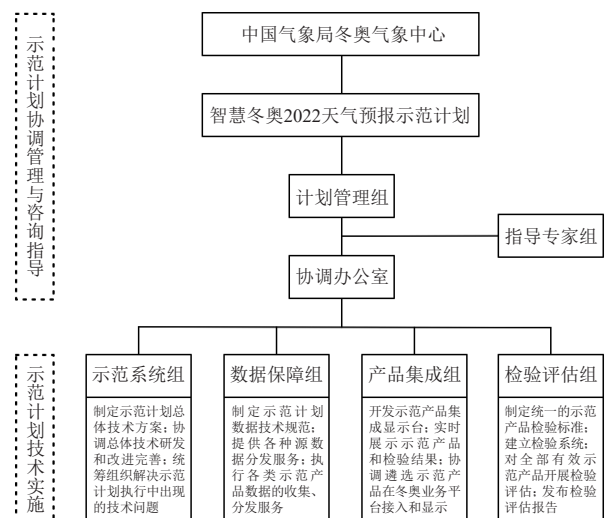 示范计划协调管理与咨询指导
中国气象局冬奥气象中心
智慧冬奥2022天气预报示范计划
计划管理组
指导专家组
协调办公室
示范计划技术实施
示范系统组
制定示范计划总
体技术方案；协
调总体技术研发
和改进完善；统
筹组织解决示范
计划执行中出现
的技术问题
数据保障组
制定示范计划
数据技术规范；
提供各种源数
据分发服务；执
行各类示范产
品数据的收集、
分发服务
产品集成组
开发示范产品集
成显示台；实时
展示示范产品
和检验结果；协
调遴选示范产
品在冬奥业务平
台接入和显示
检验评估组
制定统一的示范
产品检验标准；
建立检验系统；
对全部有效示
范产品开展检验
评估；发布检验
评估报告